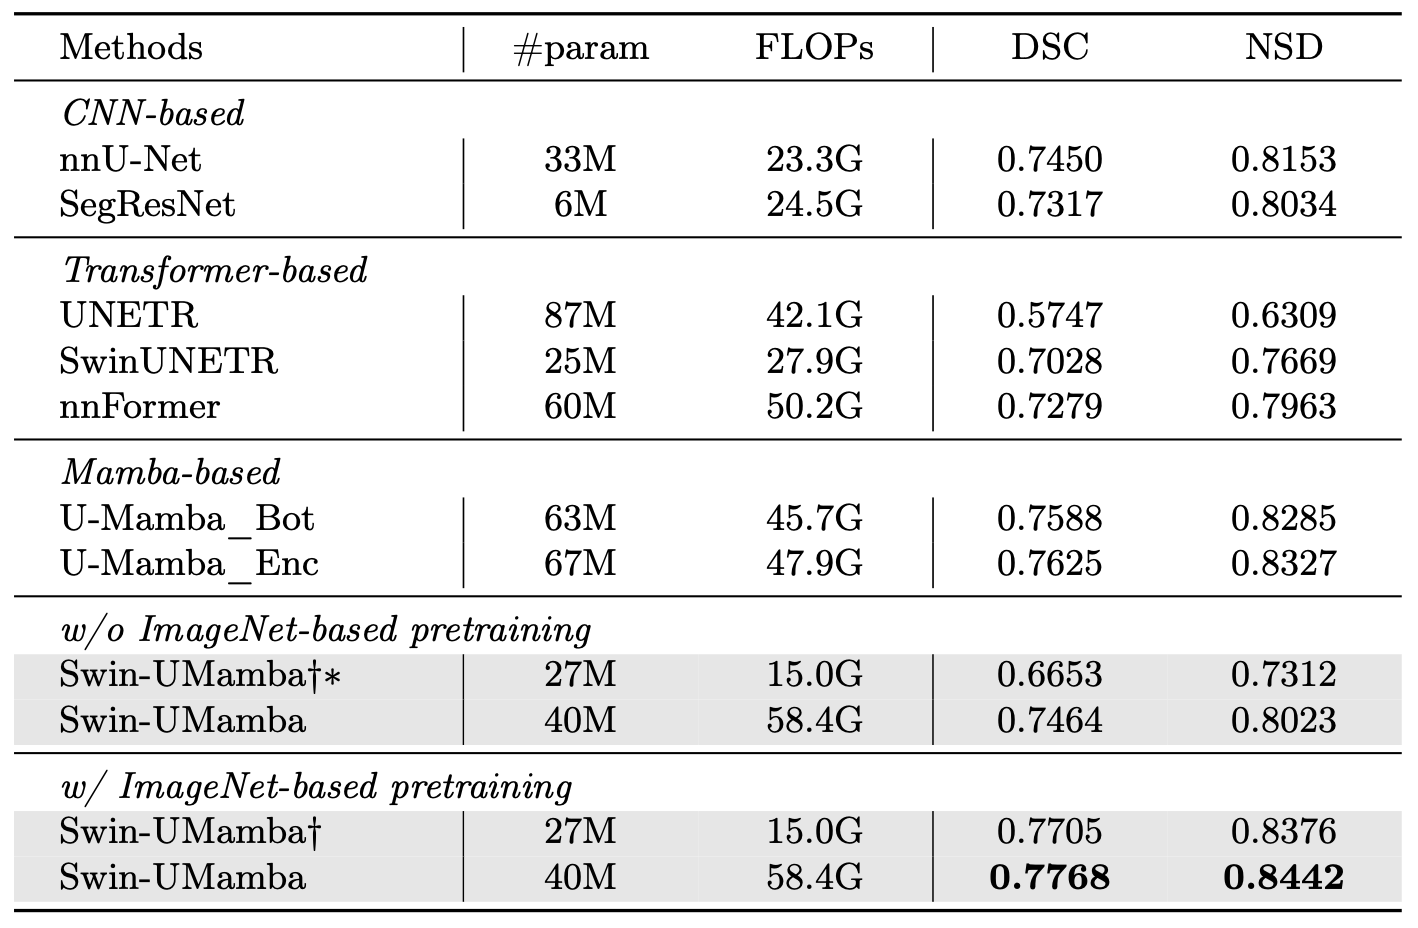 Methods #param FLOPs DSC NSD
CNN-based
nnU-Net 33M 23.3G 0.7450 0.8153
SegResNet 6M 24.5G 0.7317 0.8034
Transformer-based
UNETR 87M 42.1G 0.5747 0.6309
SwinUNETR 25M 27.9G 0.7028 0.7669
nnFormer 60M 50.2G 0.7279 0.7963
Mamba-based
U-Mamba_Bot 63M 45.7G 0.7588 0.8285
U-Mamba_Enc 67M 47.9G 0.7625 0.8327
w/o ImageNet-based pretraining
Swin-UMamba†* 27M 15.0G 0.6653 0.7312
Swin-UMamba 40M 58.4G 0.7464 0.8023
w/ ImageNet-based pretraining
Swin-UMamba† 27M 15.0G 0.7705 0.8376
Swin-UMamba 40M 58.4G 0.7768 0.8442